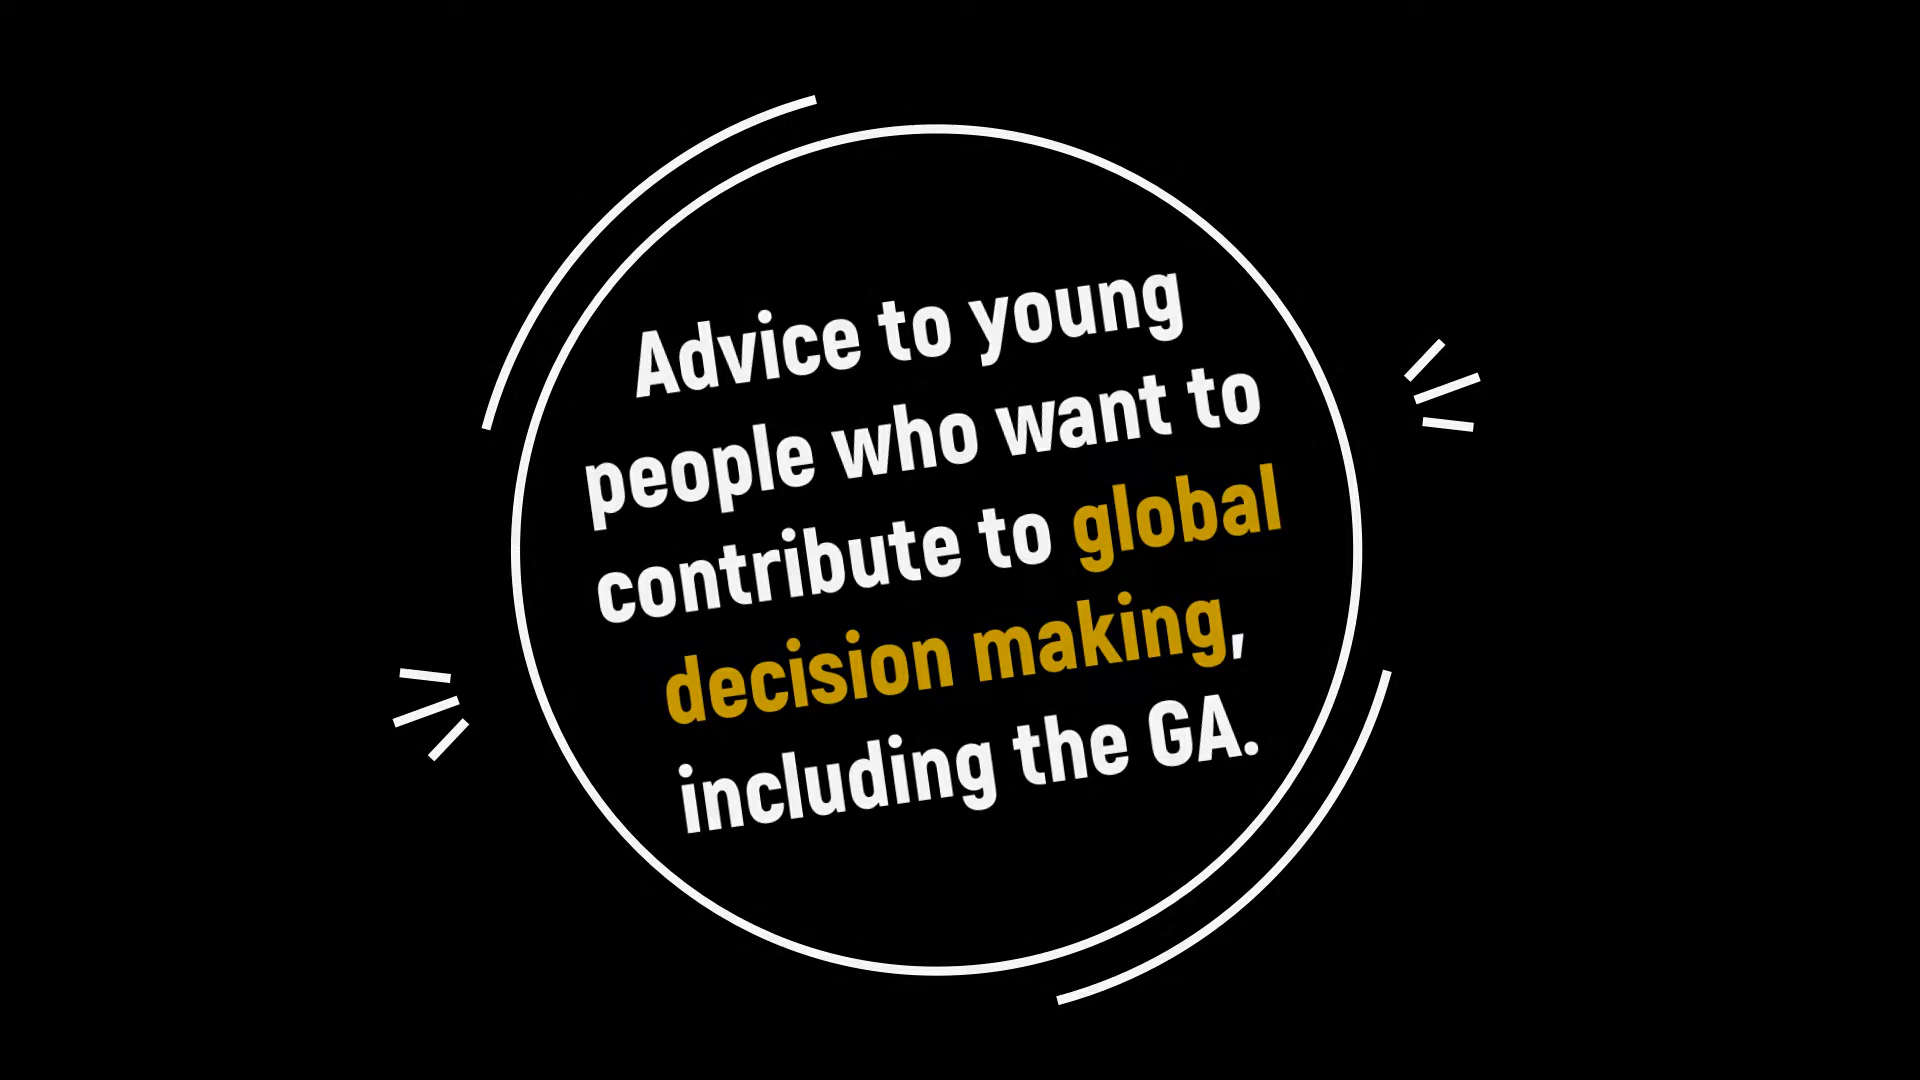 Advice to young
people who want to
contribute to global
decision making,
including the GA.